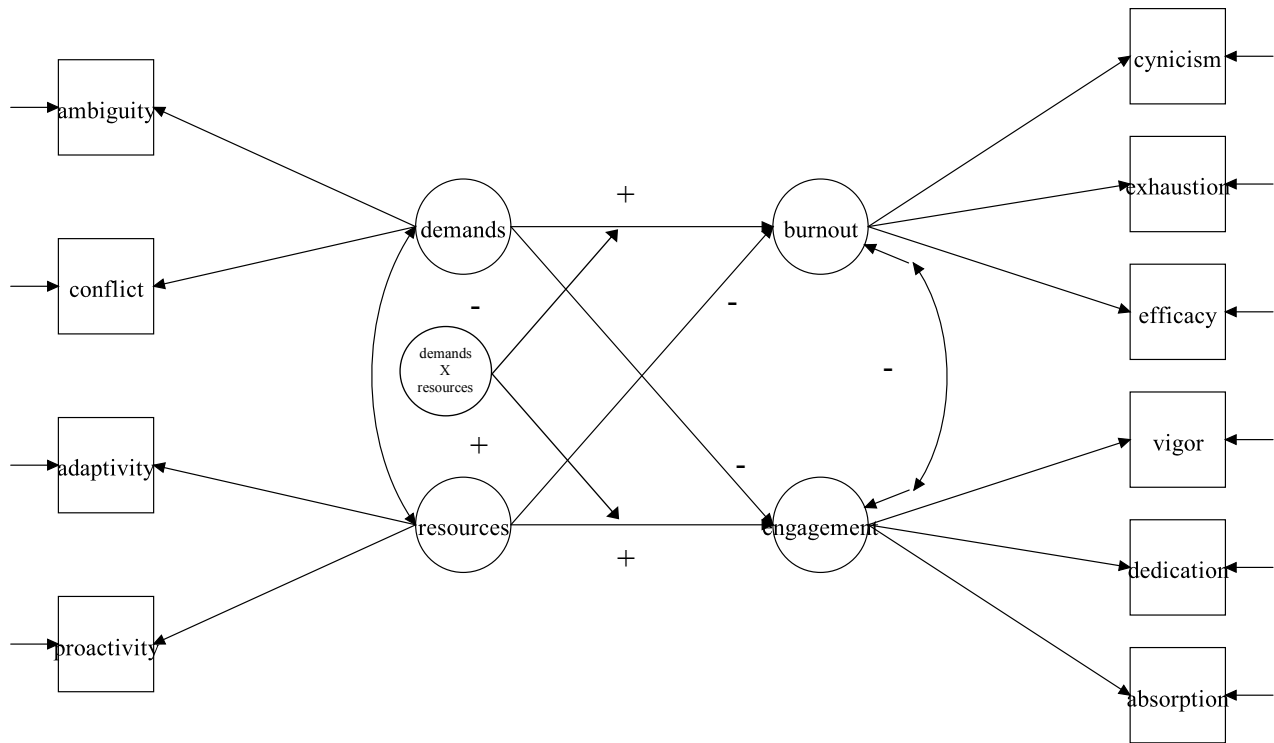 cynicism
ambiguity
exhaustion
+
demands
burnout
conflict
-
-
efficacy
demands
X
resources
-
+
vigor
adaptivity
-
resources
engagement
+
dedication
proactivity
absorption